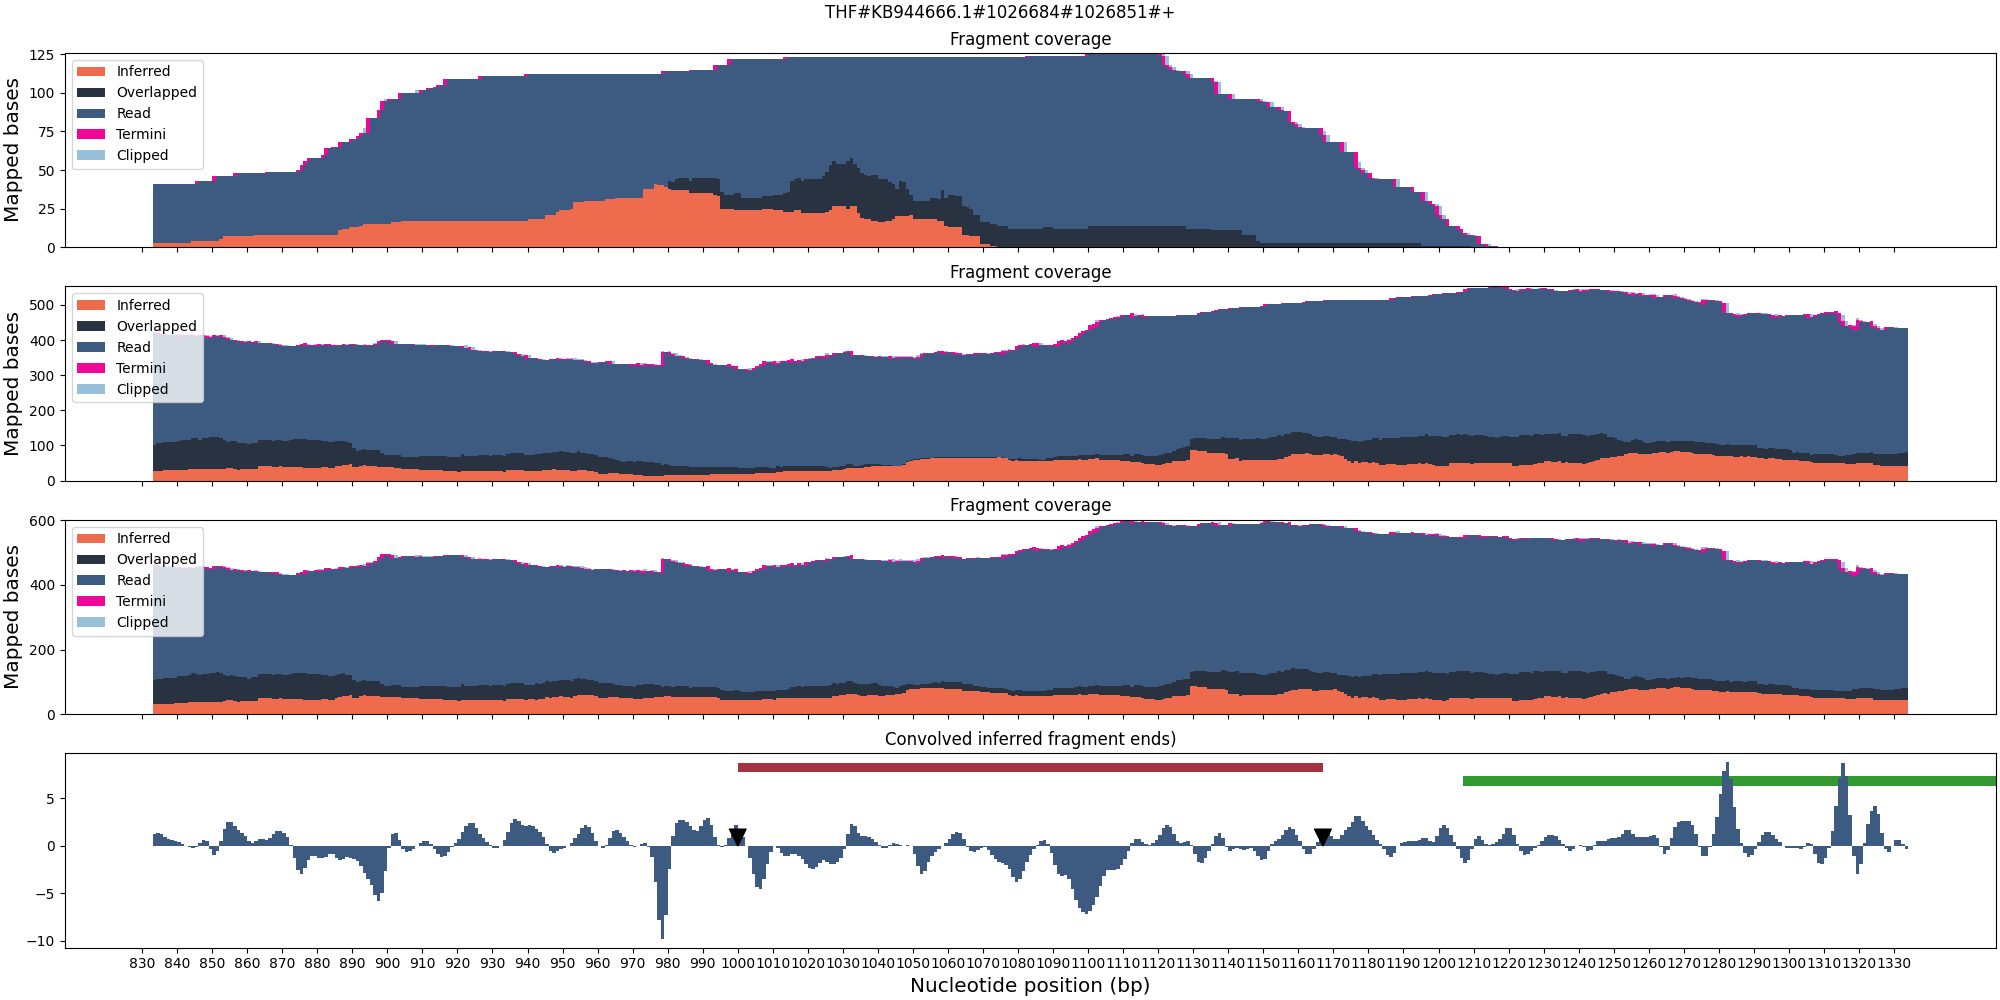 THF#KB944666.1#1026684#1026851#+
Fragment coverage
Mapped bases
125
100
75
50
25
0
Inferred
Overlapped
Read
Termini
Clipped
Fragment coverage
Mapped bases
500
400
300
200
100
0
Inferred
Overlapped
Read
Termini
Clipped
Fragment coverage
Mapped bases
600
400
200
0
Inferred
Overlapped
Read
Termini
Clipped
Convolved inferred fragment ends)
5
0
−5
−10
830 840 850 860 870 880 890 900 910 920 930 940 950 960 970 980 990 1000 1010 1020 1030 1040 1050 1060 1070 1080 1090 1100 1110 1120 1130 1140 1150 1160 1170 1180 1190 1200 1210 1220 1230 1240 1250 1260 1270 1280 1290 1300 1310 1320 1330
Nucleotide position (bp)